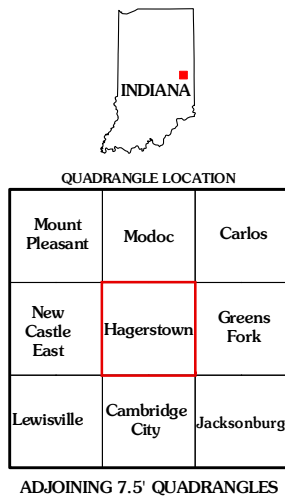 INDIANA
QUADRANGLE LOCATION
Mount
Pleasant
Modoc
Carlos
New
Castle
East
Hagerstown
Greens
Fork
Lewisville
Cambridge
City
Jacksonburg
ADJOINING 7.5' QUADRANGLES